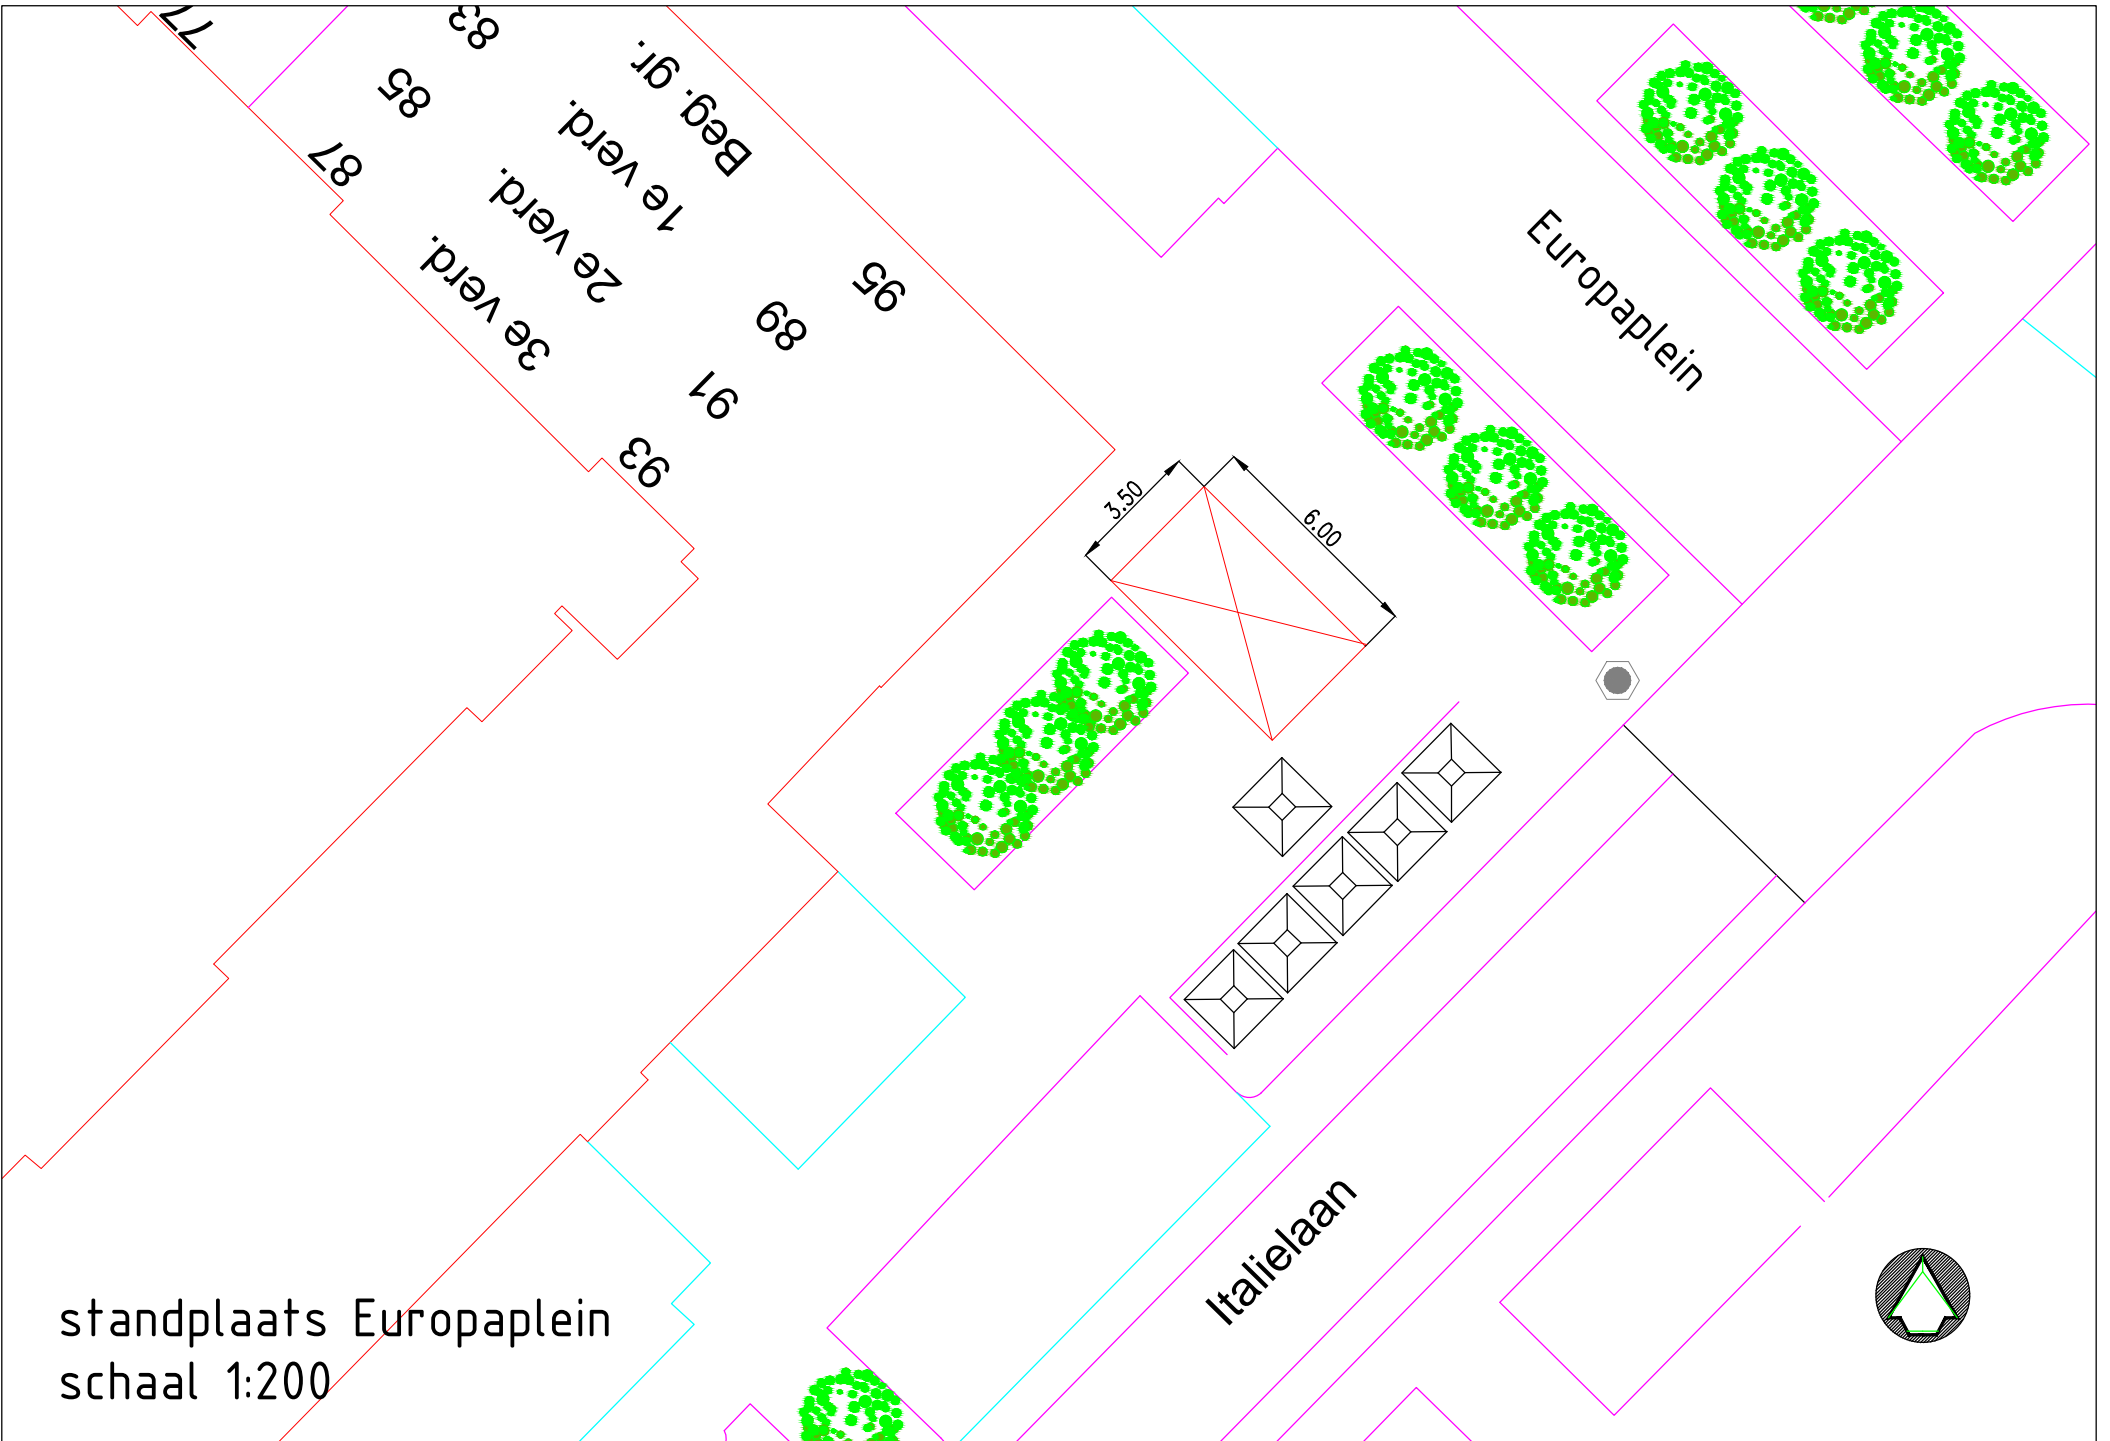 77
83
85
87
Beg. gr.
1e verd.
2e verd.
3e verd.
95
89
91
93
Europaplein
3.50
6.00
Italielaan
standplaats Europaplein
schaal 1:200